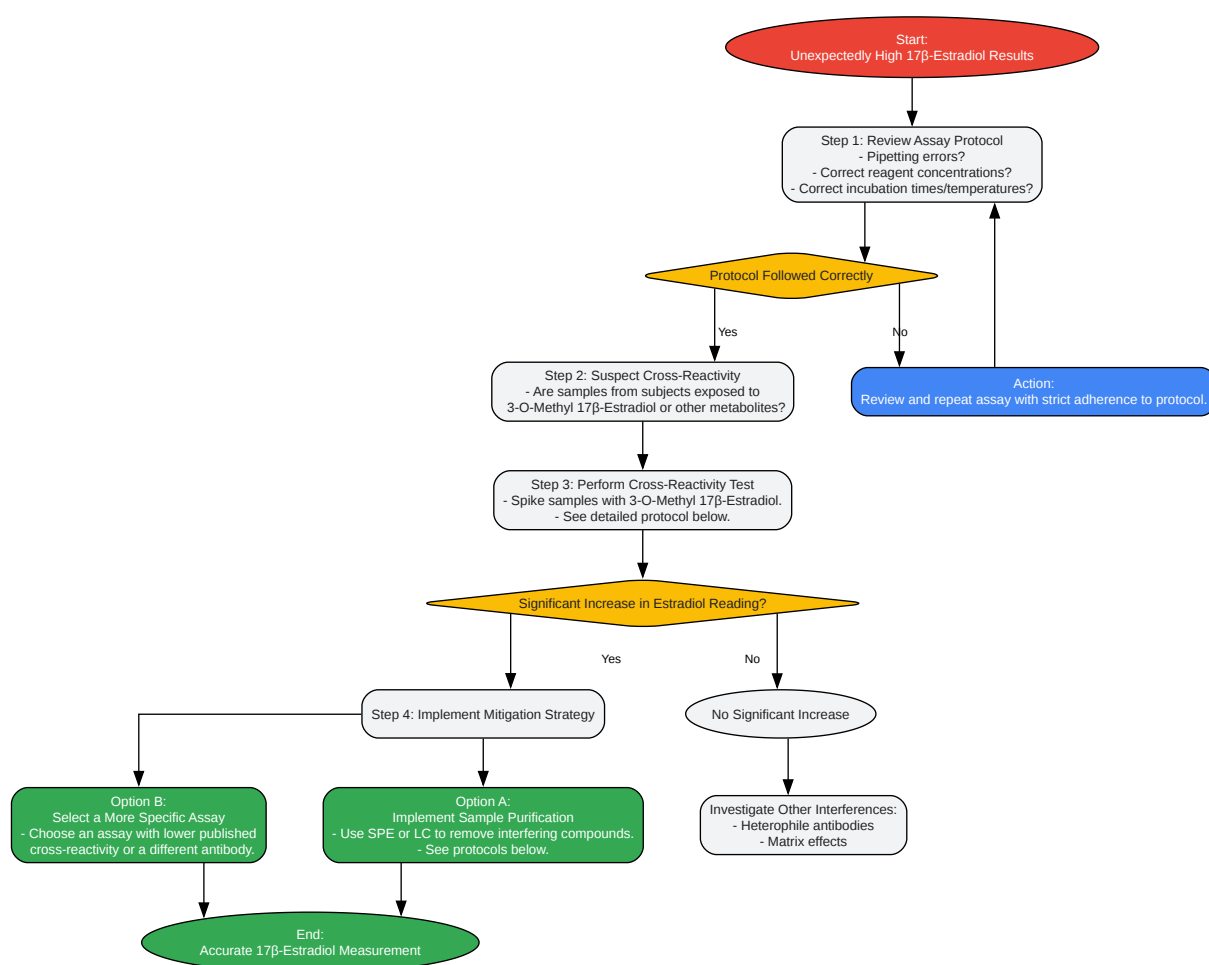 Start:
Unexpectedly High 17β-Estradiol Results
Step 1: Review Assay Protocol
- Pipetting errors?
- Correct reagent concentrations?
- Correct incubation times/temperatures?
Protocol Followed Correctly
Yes
No
Step 2: Suspect Cross-Reactivity
- Are samples from subjects exposed to
3-O-Methyl 17β-Estradiol or other metabolites?
Action:
Review and repeat assay with strict adherence to protocol.
Step 3: Perform Cross-Reactivity Test
- Spike samples with 3-O-Methyl 17β-Estradiol.
- See detailed protocol below.
Significant Increase in Estradiol Reading?
Yes
No
Step 4: Implement Mitigation Strategy
No Significant Increase
Option B:
Select a More Specific Assay
- Choose an assay with lower published
cross-reactivity or a different antibody.
Option A:
Implement Sample Purification
- Use SPE or LC to remove interfering compounds.
- See protocols below.
Investigate Other Interferences:
- Heterophile antibodies
- Matrix effects
End:
Accurate 17β-Estradiol Measurement